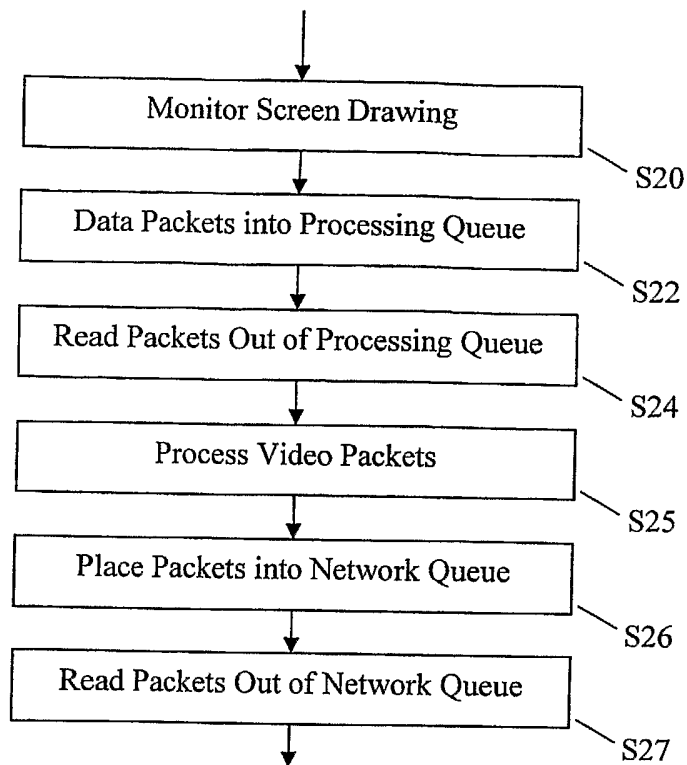 Monitor Screen Drawing
S20
Data Packets into Processing Queue
S22
Read Packets Out of Processing Queue
S24
Process Video Packets
S25
Place Packets into Network Queue
S26
Read Packets Out of Network Queue
S27